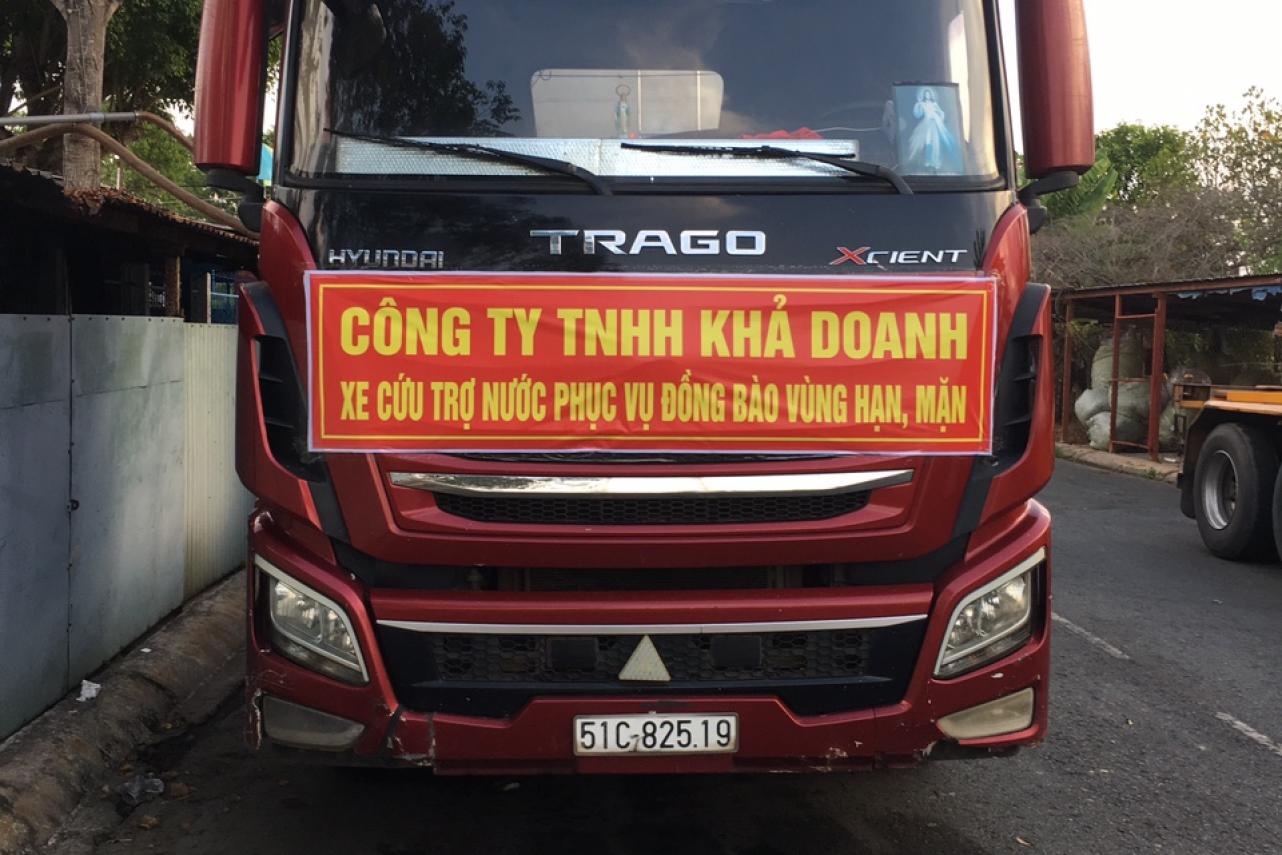 HYUNDAI TRAGO XCIENT
CÔNG TY TNHH KHẢ DOANH
XE CỨU TRỢ NƯỚC PHỤC VỤ ĐỒNG BÀO VÙNG HẠN, MẶN
51C-825.19